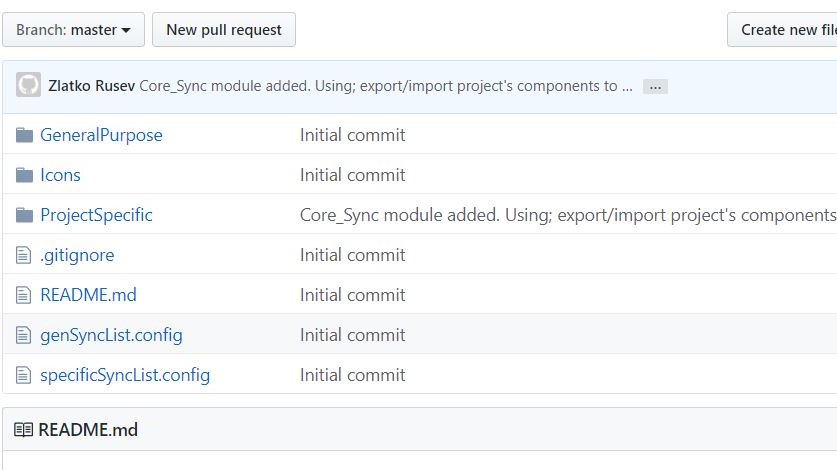 Branch: master New pull request Create new file
Zlatko Rusev Core_Sync module added. Using; export/import project's components to ... ...
GeneralPurpose Initial commit
Icons Initial commit
ProjectSpecific Core_Sync module added. Using; export/import project's components
.gitignore Initial commit
README.md Initial commit
genSyncList.config Initial commit
specificSyncList.config Initial commit
README.md